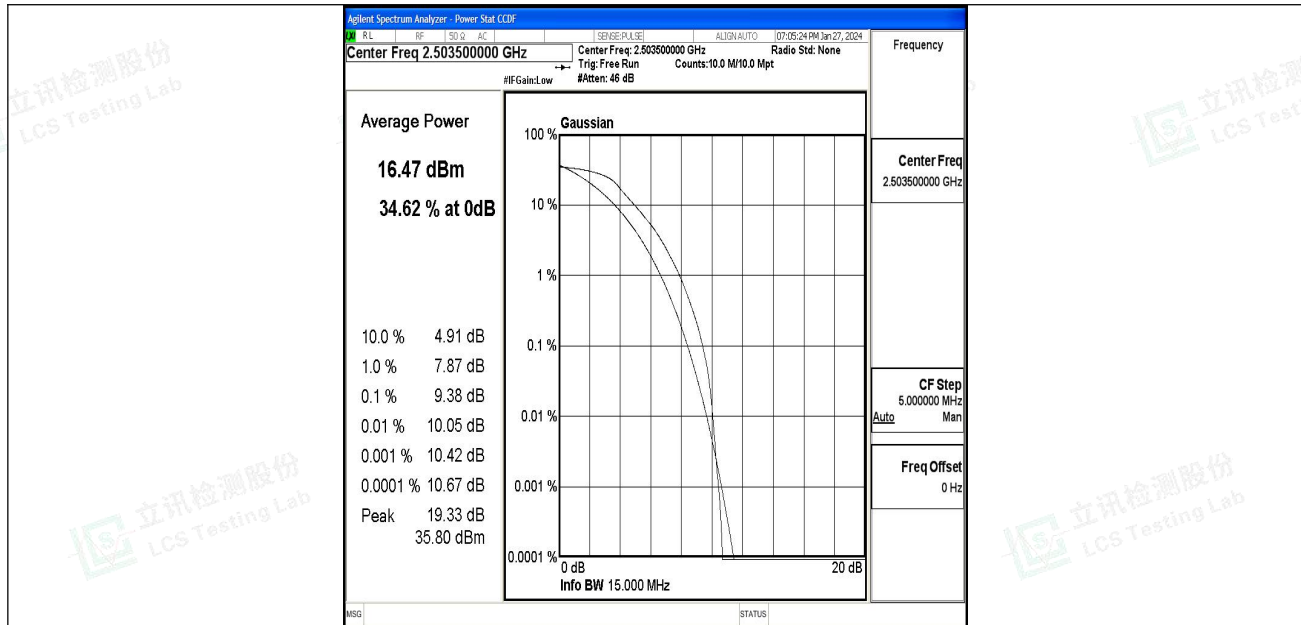 Agilent Spectrum Analyzer - Power Stat CCDF
LXI RL RF 50 Ω AC SENSE:PULSE ALIGN AUTO 07:05:24 PM Jan 27, 2024
Center Freq 2.503500000 GHz
Center Freq: 2.503500000 GHz Radio Std: None
Trig: Free Run Counts:10.0 M/10.0 Mpt
#IFGain:Low #Atten: 46 dB
Frequency
Average Power
16.47 dBm
34.62 % at 0dB
10.0 % 4.91 dB
1.0 % 7.87 dB
0.1 % 9.38 dB
0.01 % 10.05 dB
0.001 % 10.42 dB
0.0001 % 10.67 dB
Peak 19.33 dB
35.80 dBm
Gaussian
100 %
10 %
1 %
0.1 %
0.01 %
0.001 %
0.0001 %
0 dB 20 dB
Info BW 15.000 MHz
Center Freq
2.503500000 GHz
CF Step
5.000000 MHz
Auto Man
Freq Offset
0 Hz
MSG STATUS
立讯检测股份
LCS Testing Lab
立讯检测
LCS Test
立讯检测股份
LCS Testing Lab
立讯检测股份
LCS Testing Lab